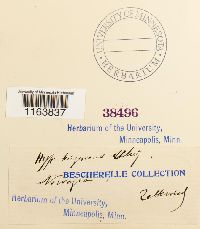 UNIVERSITY OF MINNESOTA
HERBARIUM
University of Minnesota Herbarium
1163837
38496
Herbarium of the University,
Minneapolis, Minn.
BESCHERELLE COLLECTION
Herbarium of the University,
Minneapolis, Minn.